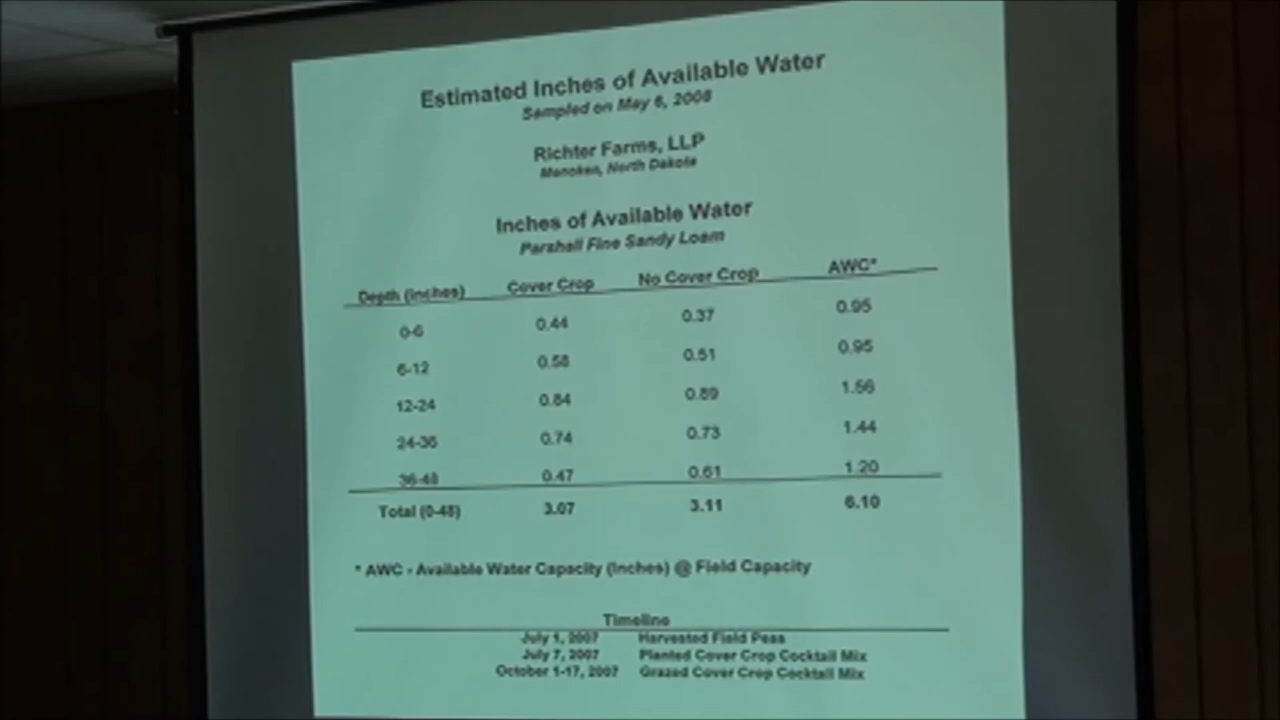 Estimated Inches of Available Water
Sampled on May 6, 2008
Richter Farms, LLP
Menoken, North Dakota
Inches of Available Water
Parshall Fine Sandy Loam
Depth (Inches) Cover Crop No Cover Crop AWC*
0-6 0.44 0.37 0.95
6-12 0.58 0.51 0.95
12-24 0.84 0.89 1.56
24-36 0.74 0.73 1.44
36-48 0.47 0.61 1.20
Total (0-48) 3.07 3.11 6.10
* AWC - Available Water Capacity (Inches) @ Field Capacity
Timeline
July 1, 2007 Harvested Field Peas
July 7, 2007 Planted Cover Crop Cocktail Mix
October 1-17, 2007 Grazed Cover Crop Cocktail Mix